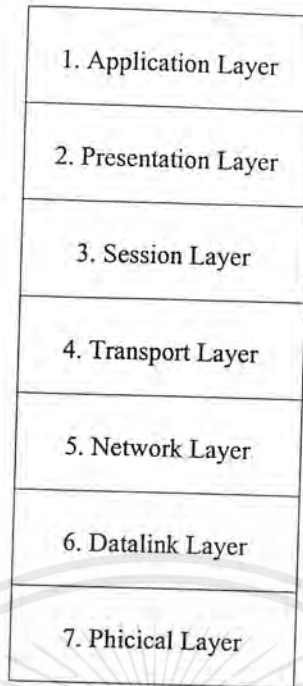 1. Application Layer
2. Presentation Layer
3. Session Layer
4. Transport Layer
5. Network Layer
6. Datalink Layer
7. Phicical Layer